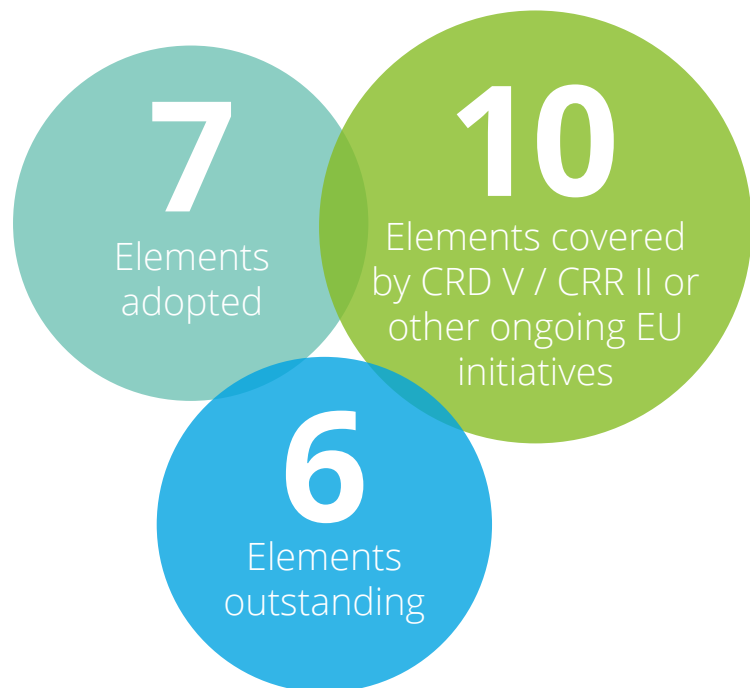 7
Elements
adopted
10
Elements covered
by CRD V / CRR II or
other ongoing EU
initiatives
6
Elements
outstanding